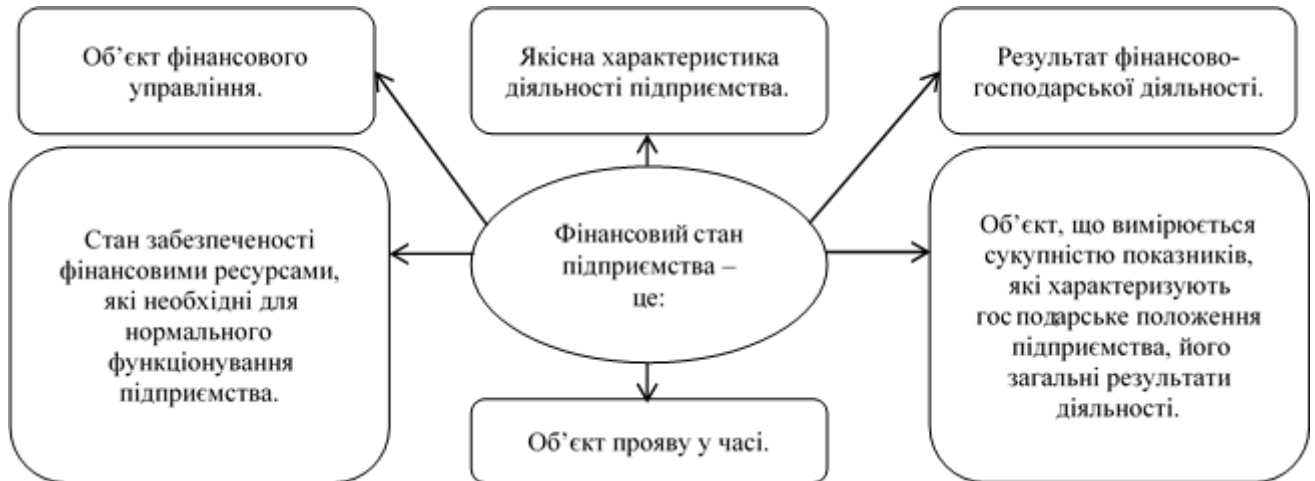 Об’єкт фінансового
управління.
Якісна характеристика
діяльності підприємства.
Результат фінансово-
господарської діяльності.
Стан забезпеченості
фінансовими ресурсами,
які необхідні для
нормального
функціонування
підприємства.
Фінансовий стан
підприємства –
це:
Об’єкт, що вимірюється
сукупністю показників,
які характеризують
господарське положення
підприємства, його
загальні результати
діяльності.
Об’єкт прояву у часі.